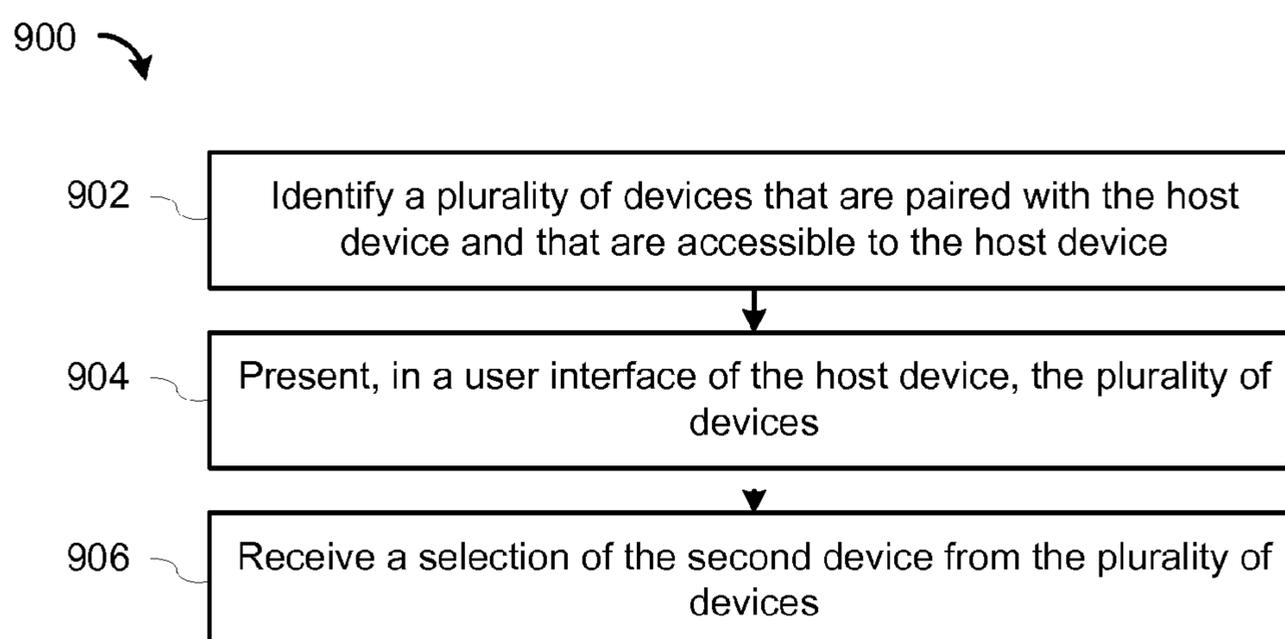 900
902
Identify a plurality of devices that are paired with the host
device and that are accessible to the host device
904
Present, in a user interface of the host device, the plurality of
devices
906
Receive a selection of the second device from the plurality of
devices